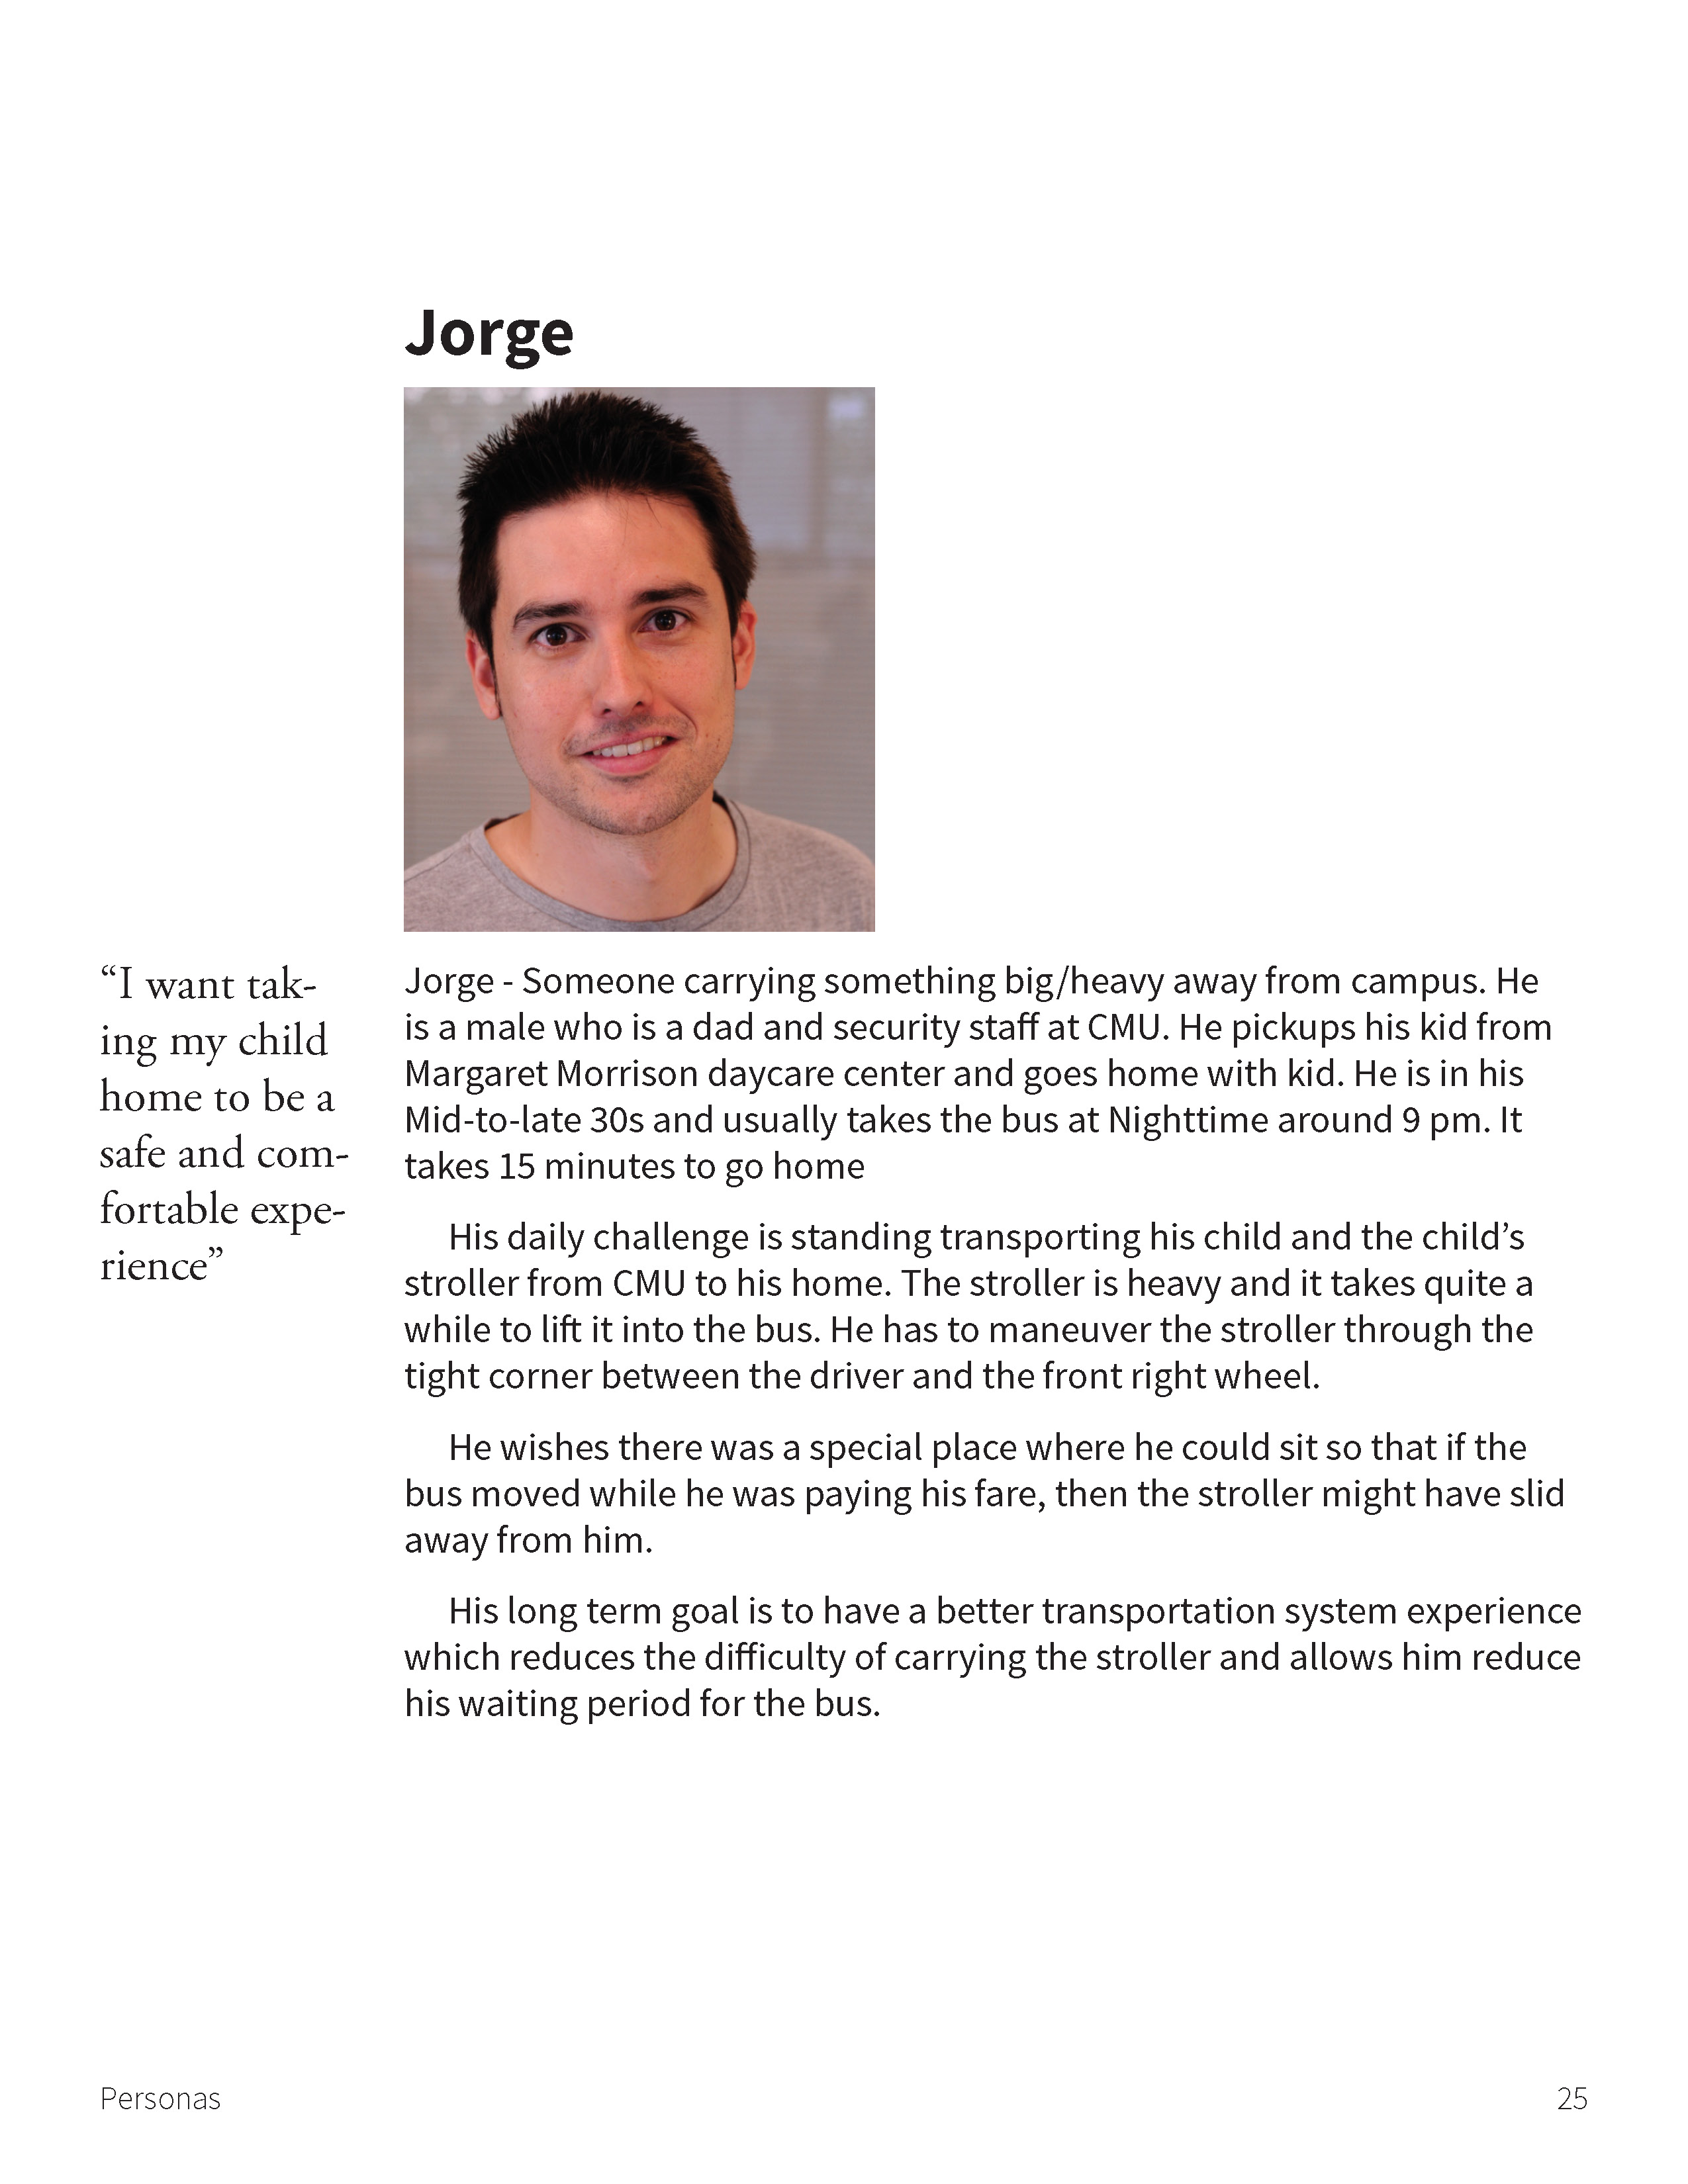 Jorge
“I want tak-
ing my child
home to be a
safe and com-
fortable expe-
rience”
Jorge - Someone carrying something big/heavy away from campus. He
is a male who is a dad and security staff at CMU. He pickups his kid from
Margaret Morrison daycare center and goes home with kid. He is in his
Mid-to-late 30s and usually takes the bus at Nighttime around 9 pm. It
takes 15 minutes to go home
His daily challenge is standing transporting his child and the child’s
stroller from CMU to his home. The stroller is heavy and it takes quite a
while to lift it into the bus. He has to maneuver the stroller through the
tight corner between the driver and the front right wheel.
He wishes there was a special place where he could sit so that if the
bus moved while he was paying his fare, then the stroller might have slid
away from him.
His long term goal is to have a better transportation system experience
which reduces the difficulty of carrying the stroller and allows him reduce
his waiting period for the bus.
Personas
25